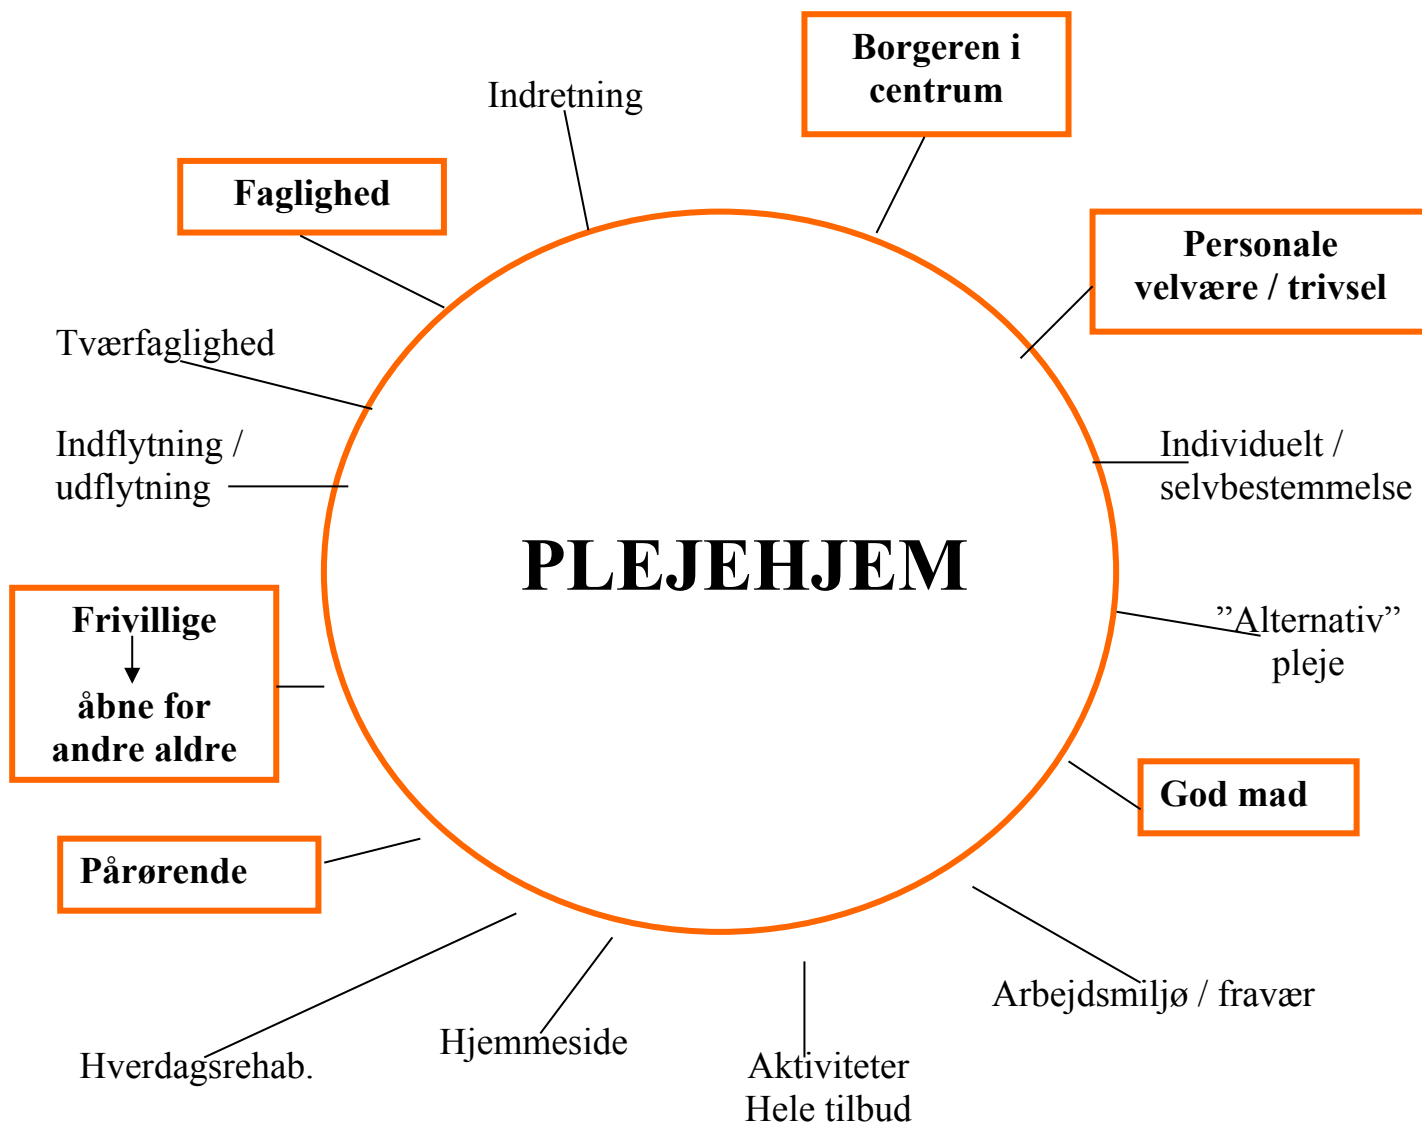 Borgeren i
centrum
Indretning
Faglighed
Personale
velvære / trivsel
Tværfaglighed
Indflytning /
udflytning
Individuelt /
selvbestemmelse
PLEJEHJEM
Frivillige
åbne for
andre aldre
”Alternativ”
pleje
God mad
Pårørende
Arbejdsmiljø / fravær
Hjemmeside
Hverdagsrehab.
Aktiviteter
Hele tilbud